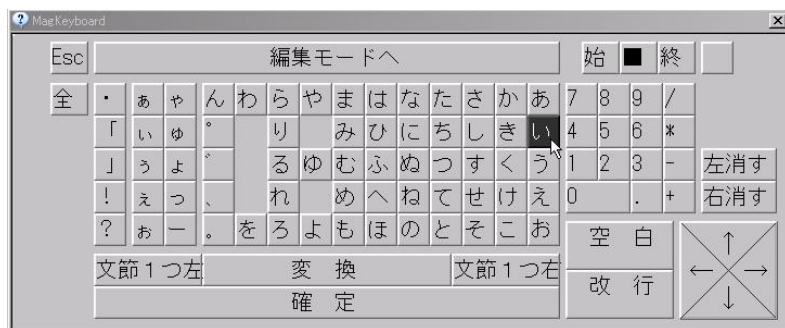 MagKeyboard
Esc 編集モードへ 始 ■ 終
全 ・ ぁ ゃ ん わ ら や ま は な た さ か あ 7 8 9 /
「 ぃ ゅ ゜ り み ひ に ち し き い 4 5 6 *
」 ぅ ょ ゛ る ゆ む ふ ぬ つ す く う 1 2 3 - 左消す
! ぇ っ 、 れ め へ ね て せ け え 0 . + 右消す
? ぉ ー 。 を ろ よ も ほ の と そ こ お 空 白 ↑
文節1つ左 変 換 文節1つ右 ← →
確 定 改 行 ↓